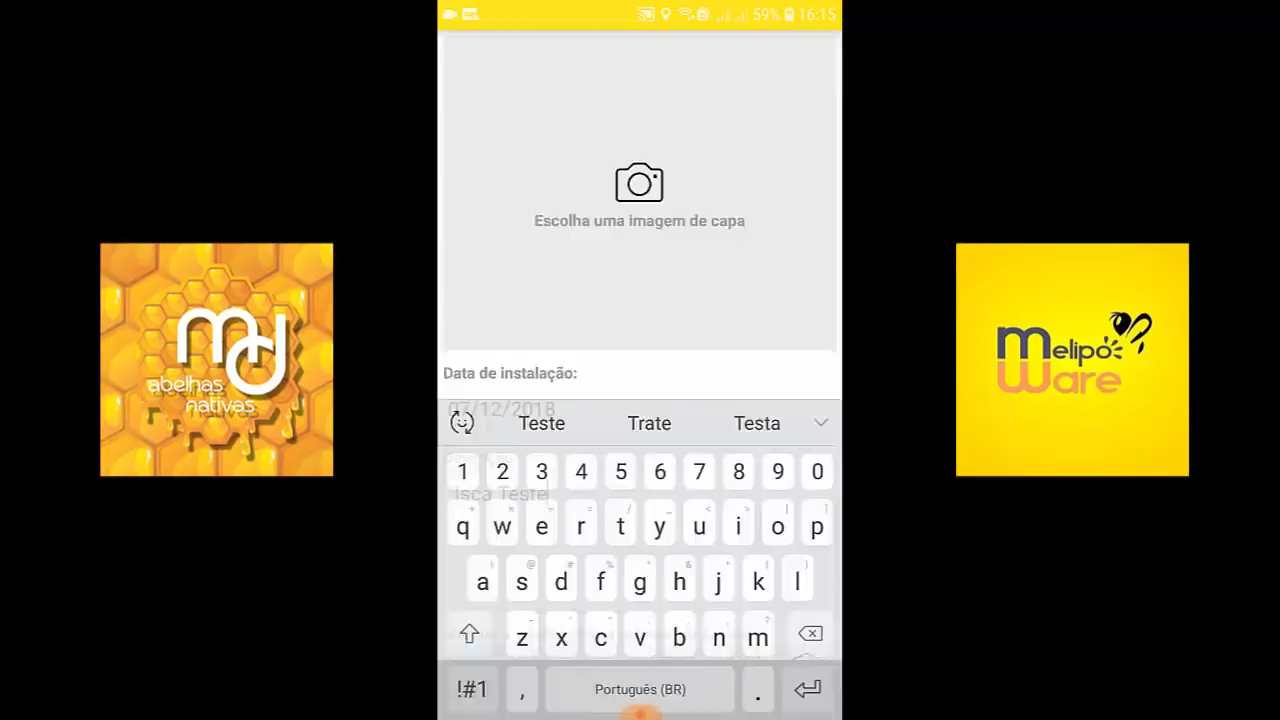 59% 16:15
Escolha uma imagem de capa
md
abelhas
nativas
Melipo
Ware
Data de instalação:
07/12/2018
Teste Trate Testa
1 2 3 4 5 6 7 8 9 0
Isca Teste
q w e r t y u i o p
a s d f g h j k l
z x c v b n m
!#1 , Português (BR) .